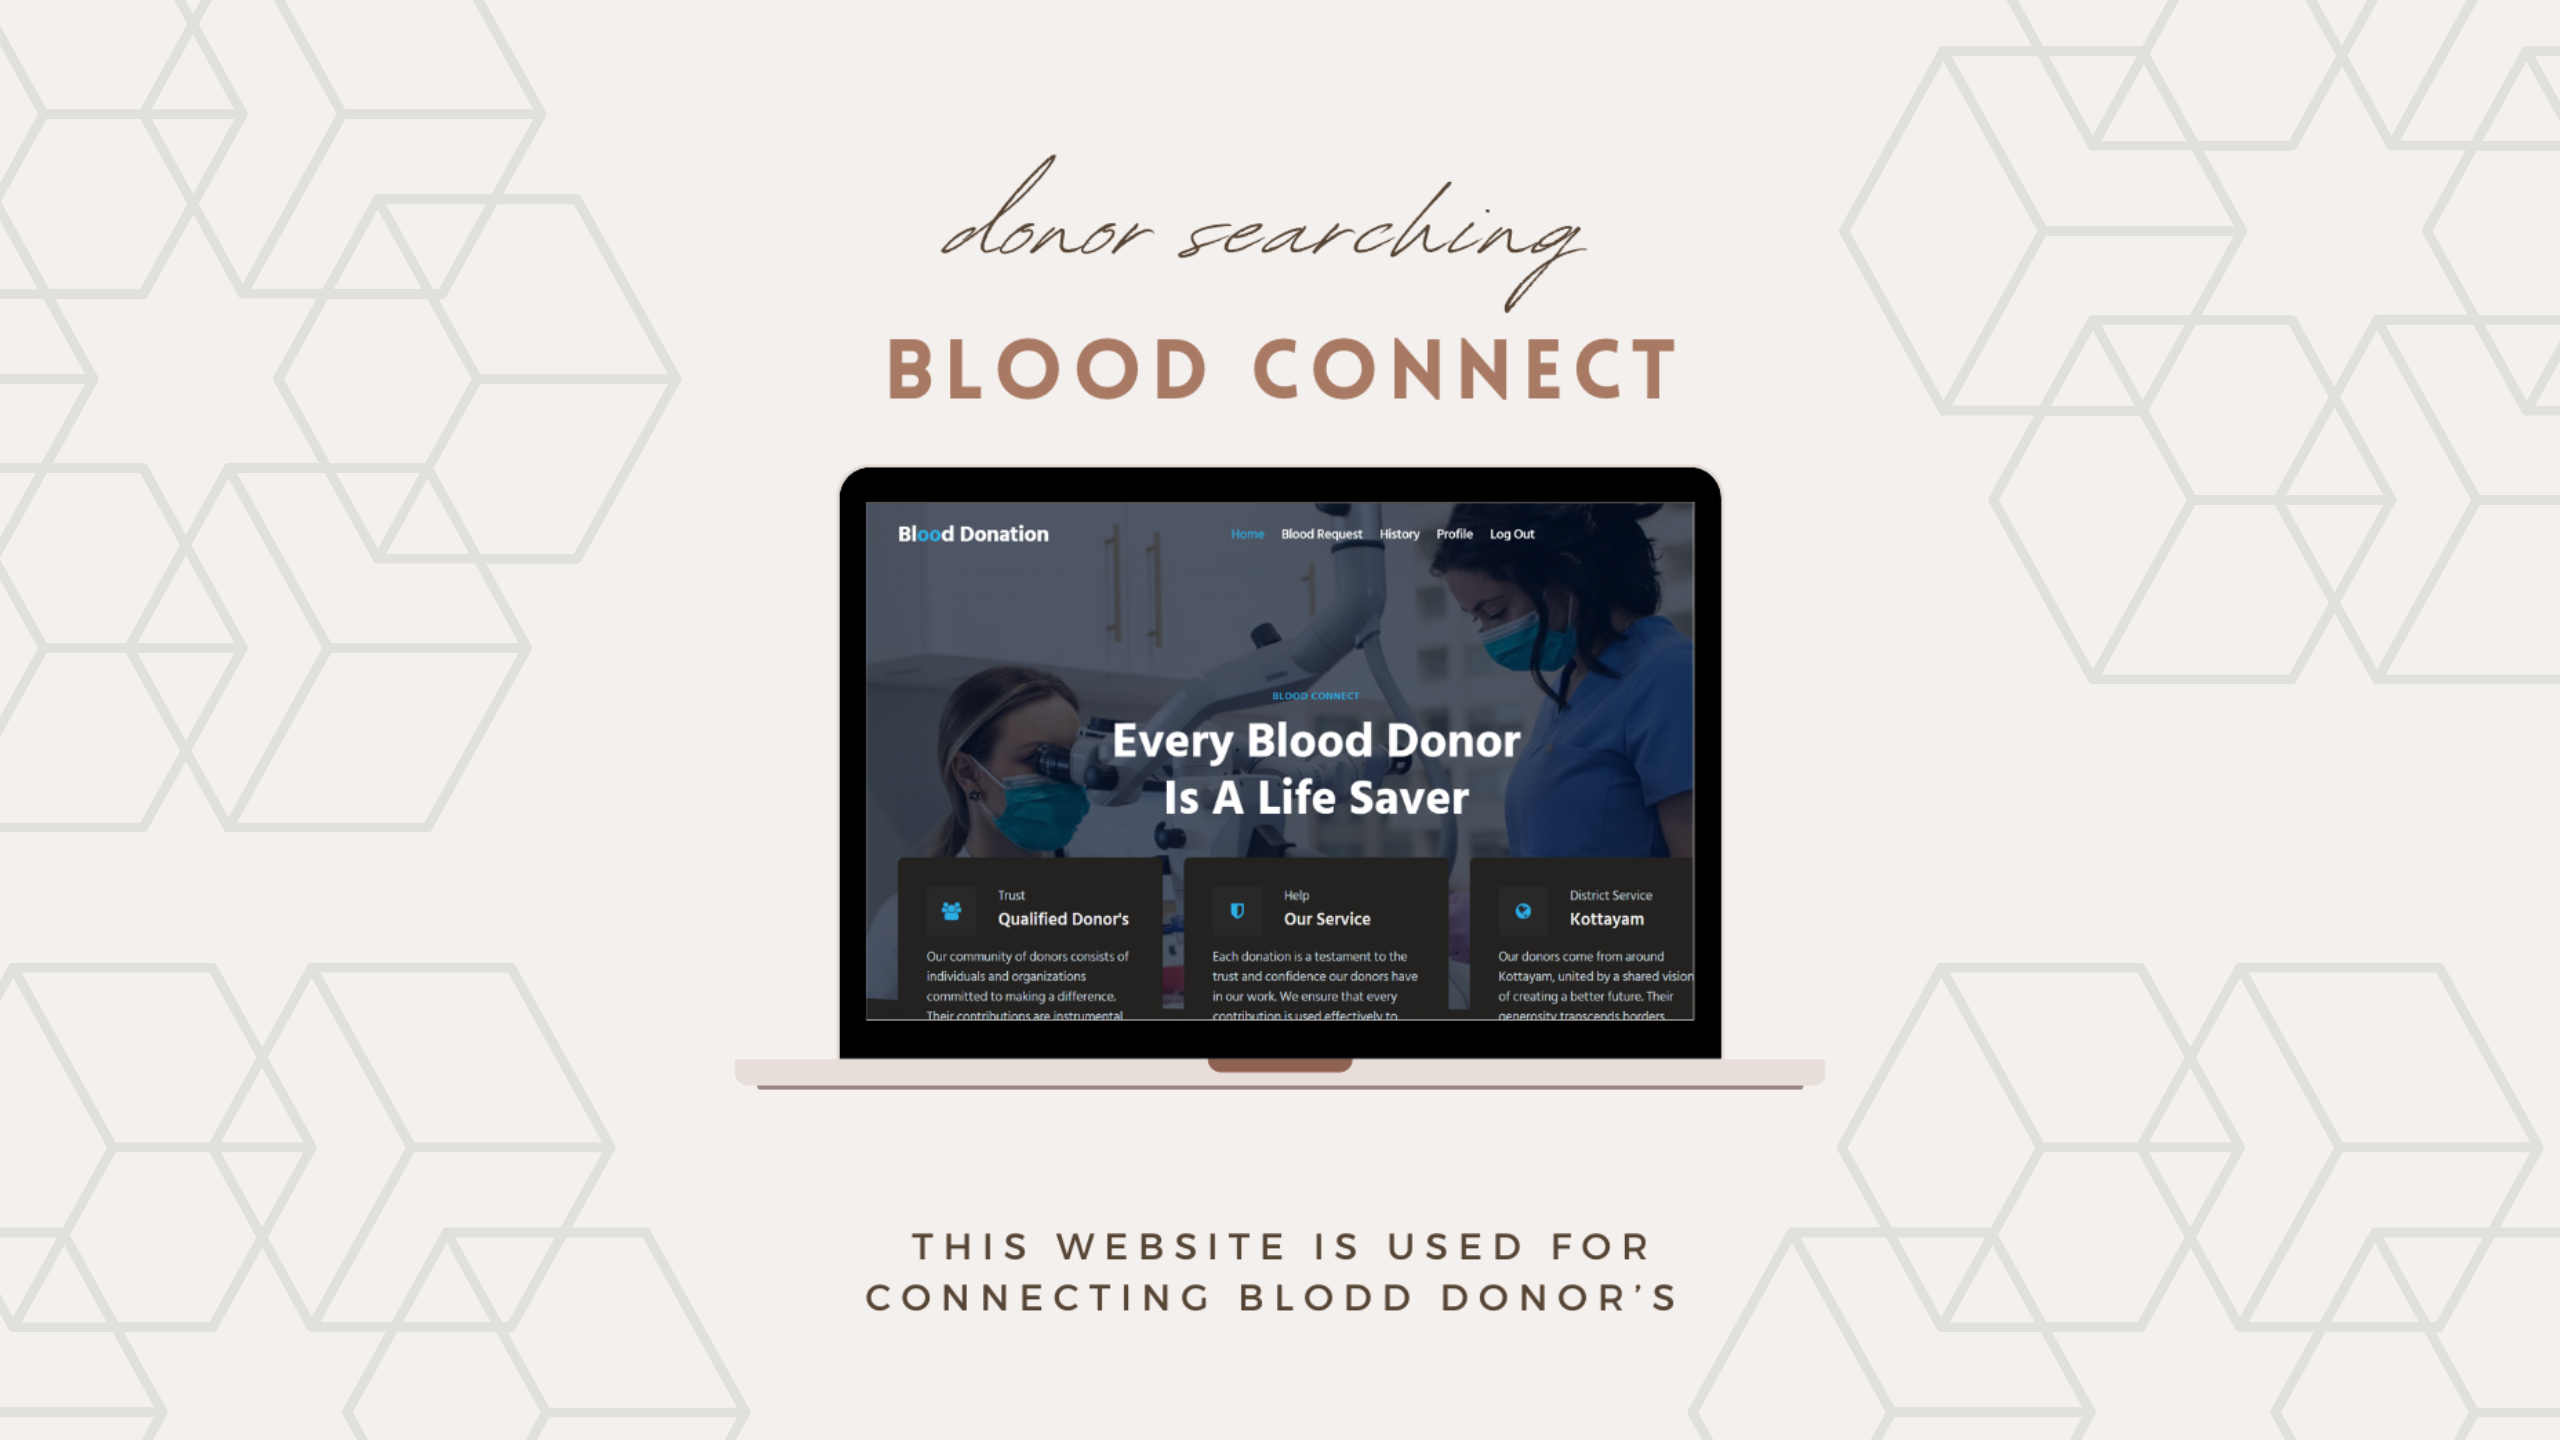 donor searching
BLOOD CONNECT
Blood Donation
Home Blood Request History Profile Log Out
BLOOD CONNECT
Every Blood Donor
Is A Life Saver
Trust
Qualified Donor's
Our community of donors consists of
individuals and organizations
committed to making a difference.
Their contributions are instrumental
Help
Our Service
Each donation is a testament to the
trust and confidence our donors have
in our work. We ensure that every
contribution is used effectively to
District Service
Kottayam
Our donors come from around
Kottayam, united by a shared vision
of creating a better future. Their
generosity transcends borders
THIS WEBSITE IS USED FOR
CONNECTING BLODD DONOR'S